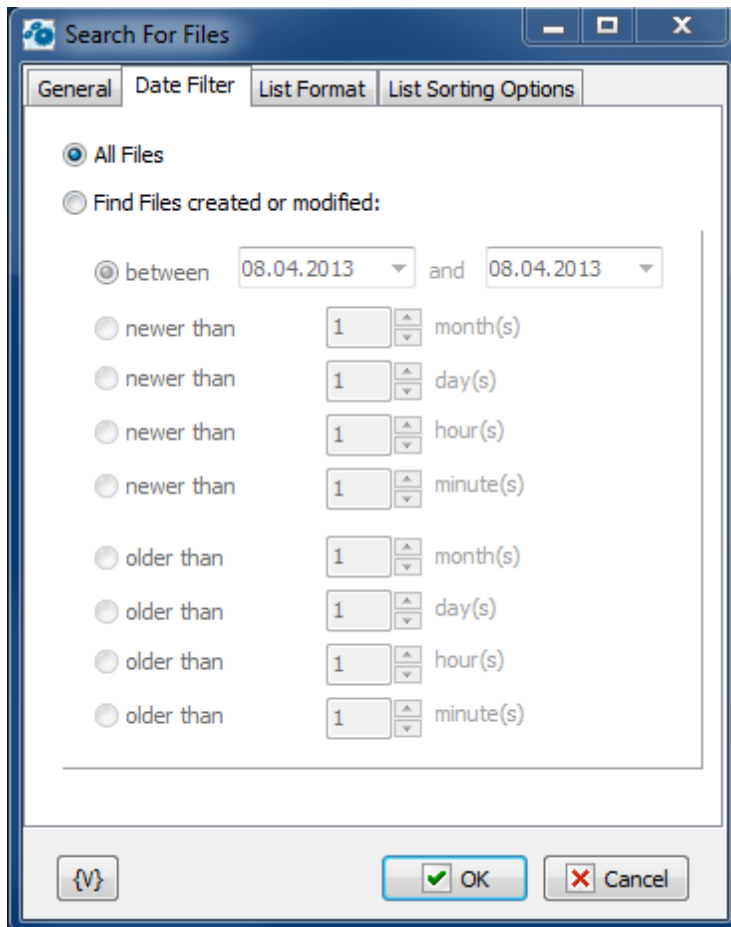 Search For Files
General Date Filter List Format List Sorting Options
All Files
Find Files created or modified:
between 08.04.2013 and 08.04.2013
newer than 1 month(s)
newer than 1 day(s)
newer than 1 hour(s)
newer than 1 minute(s)
older than 1 month(s)
older than 1 day(s)
older than 1 hour(s)
older than 1 minute(s)
{V} OK Cancel